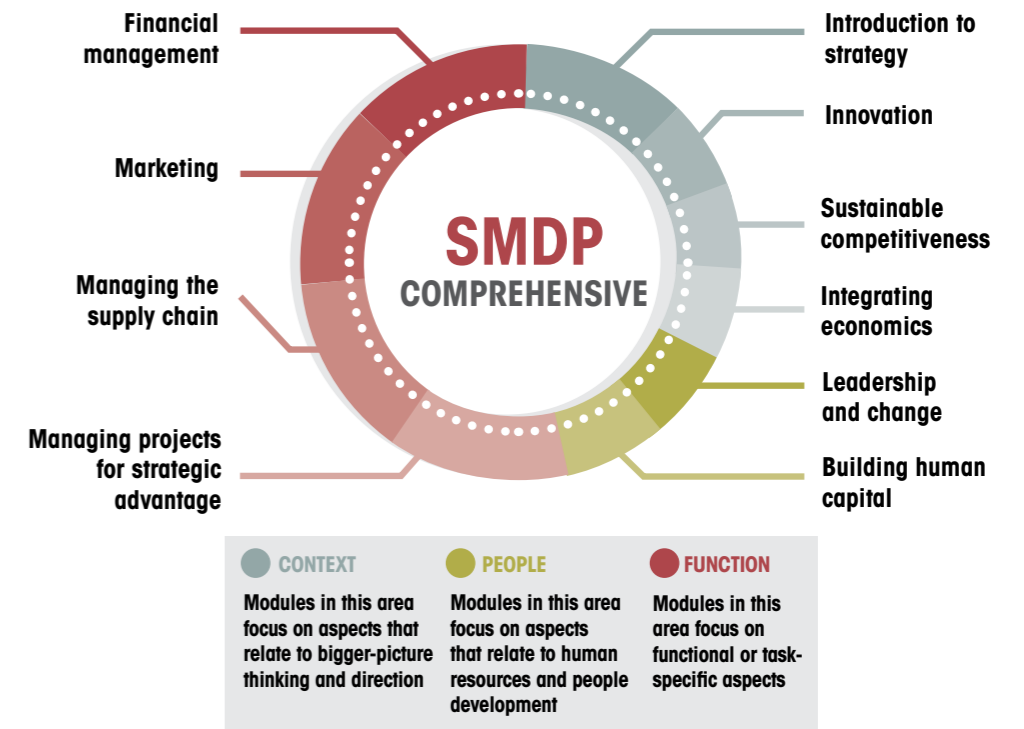 Financial
management
Marketing
Managing the
supply chain
Managing projects
for strategic
advantage
SMDP
COMPREHENSIVE
Introduction to
strategy
Innovation
Sustainable
competitiveness
Integrating
economics
Leadership
and change
Building human
capital
CONTEXT
Modules in this area
focus on aspects that
relate to bigger-picture
thinking and direction
PEOPLE
Modules in this area
focus on aspects
that relate to human
resources and people
development
FUNCTION
Modules in this
area focus on
functional or task-
specific aspects